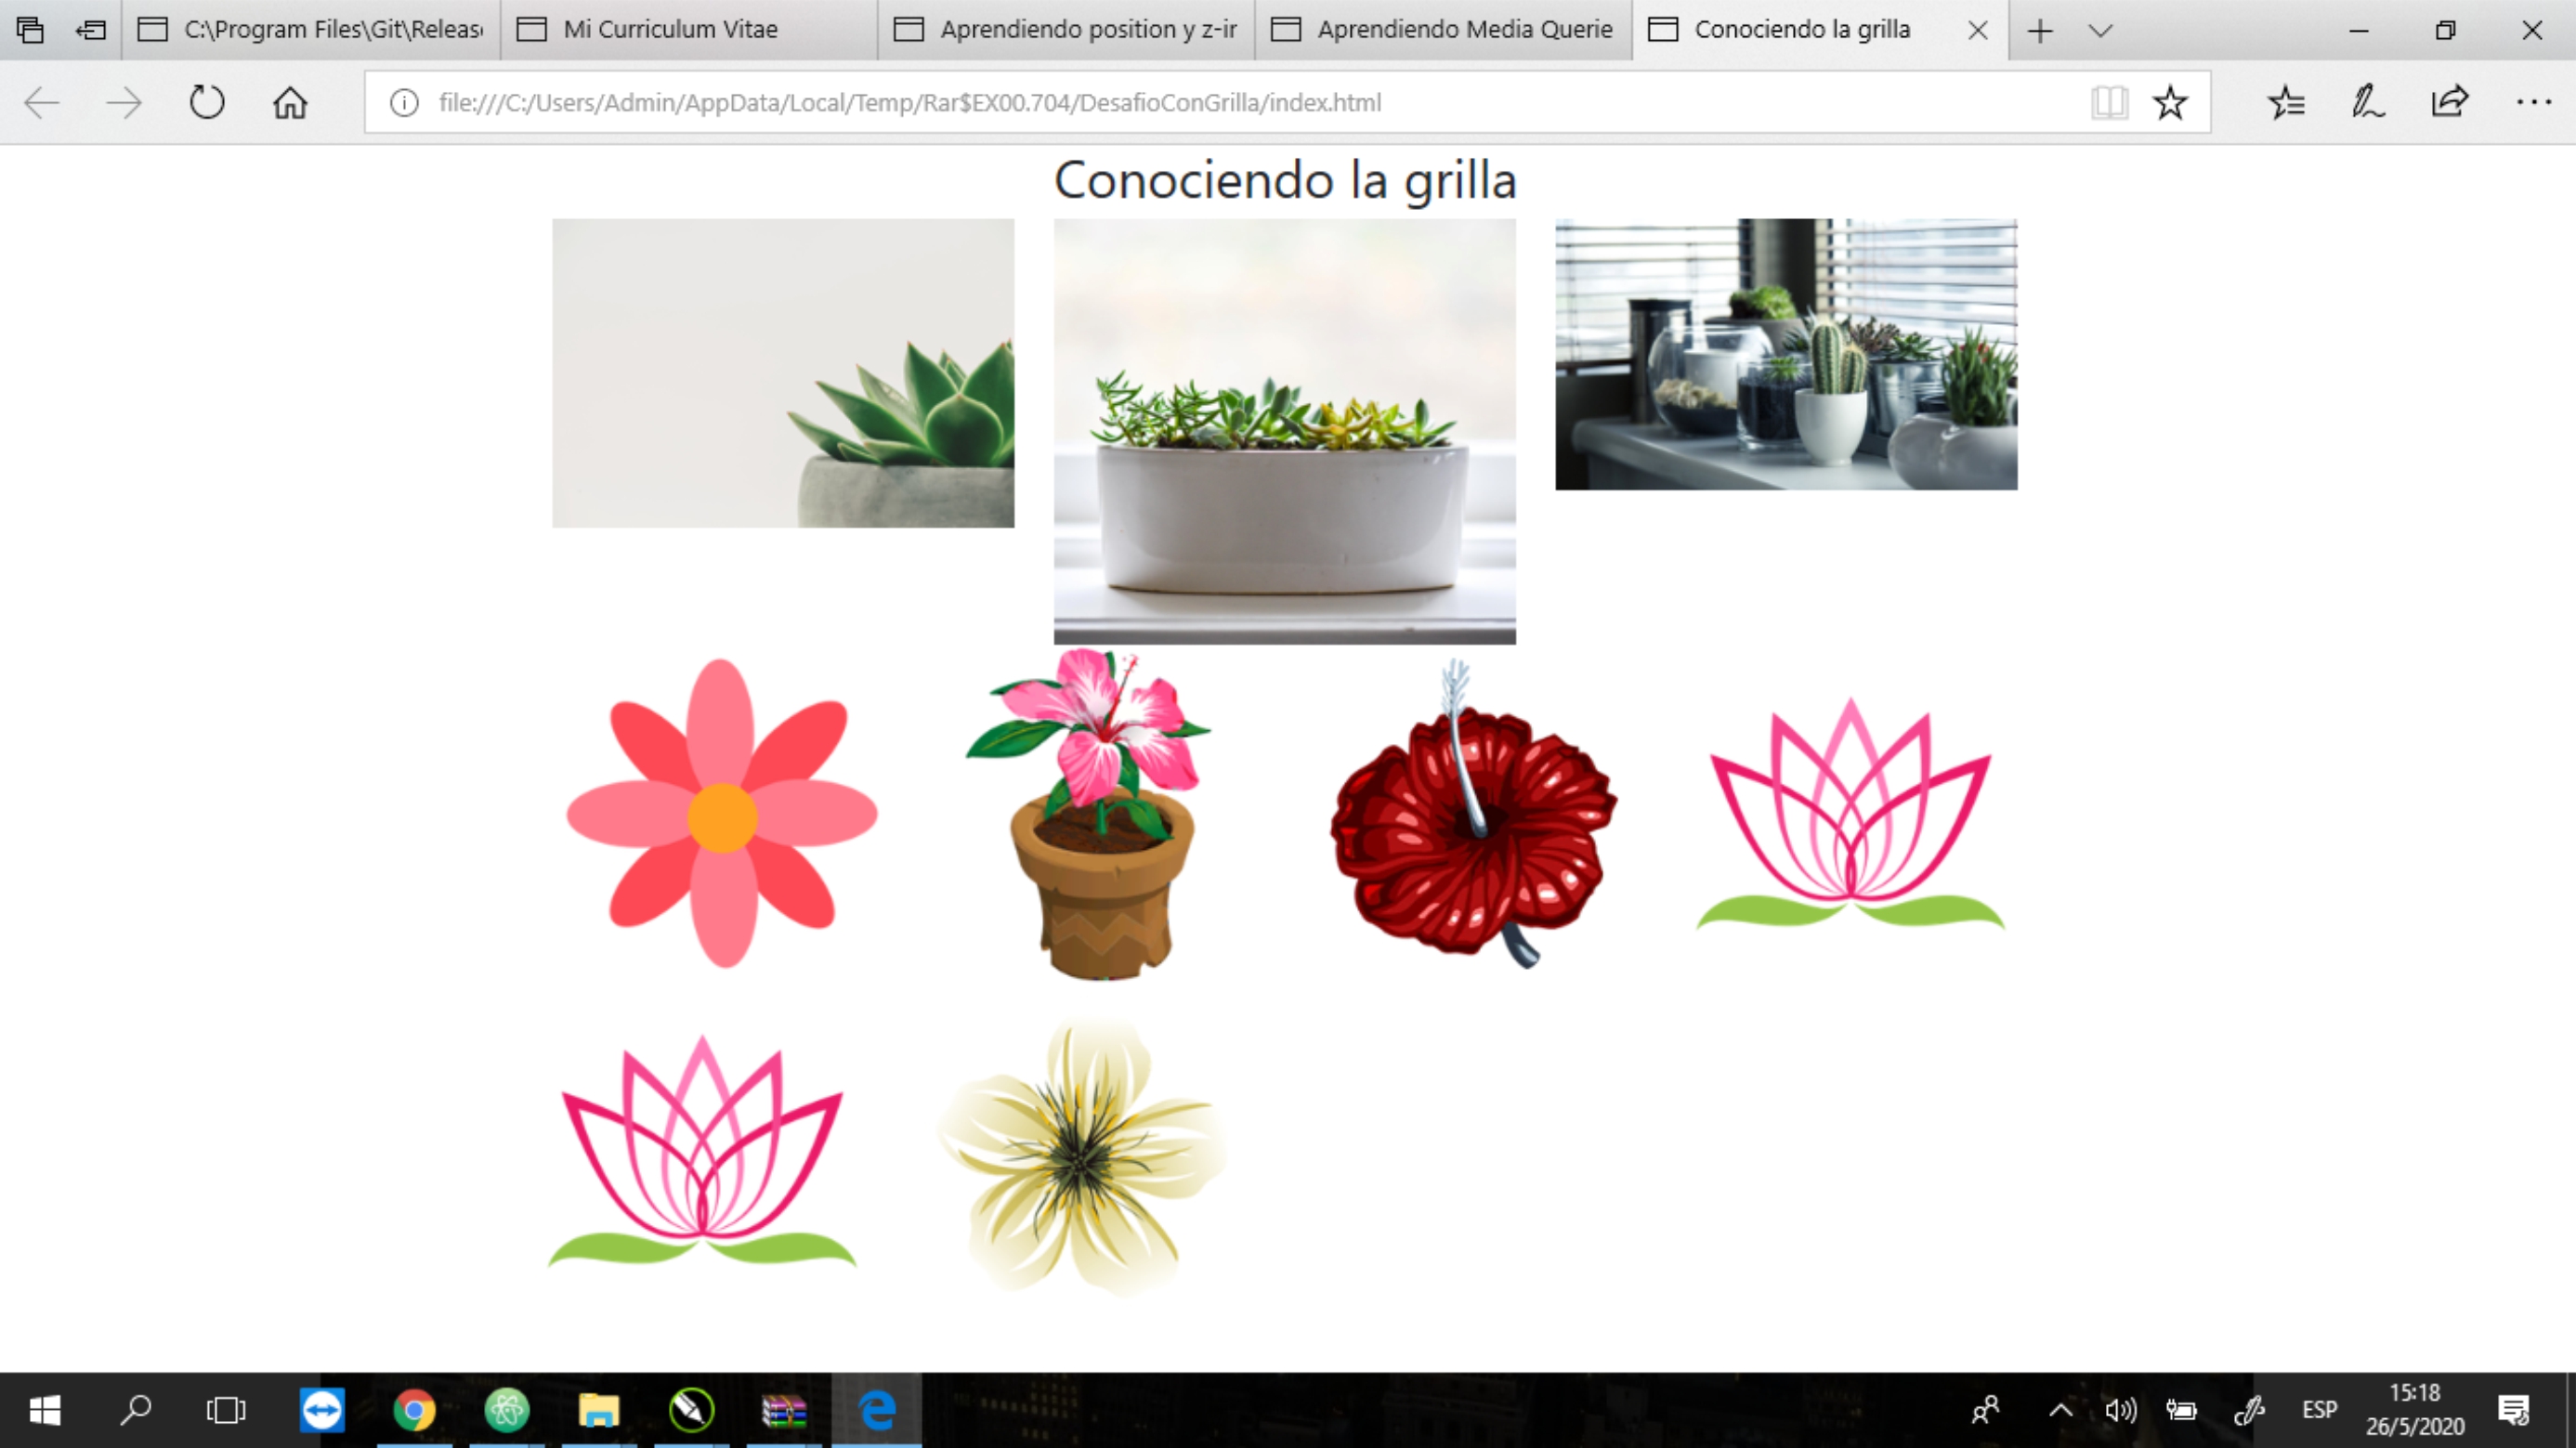 C:\Program Files\Git\Releas
Mi Curriculum Vitae
Aprendiendo position y z-ir
Aprendiendo Media Querie
Conociendo la grilla
file:///C:/Users/Admin/AppData/Local/Temp/Rar$EX00.704/DesafioConGrilla/index.html
Conociendo la grilla
ESP
15:18
26/5/2020